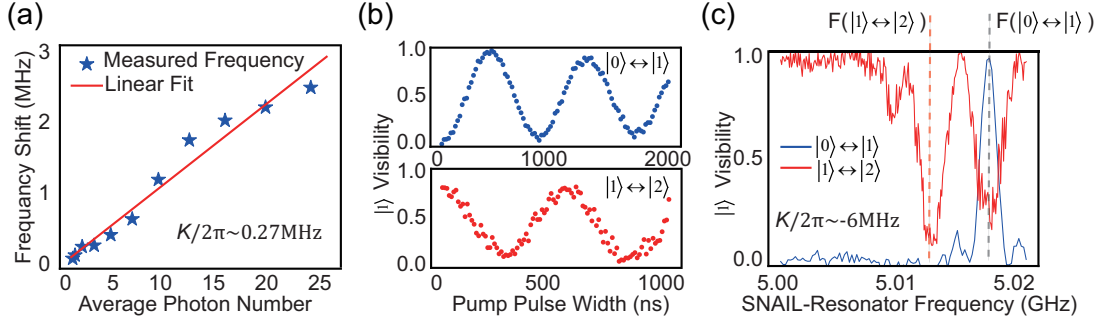 (a)
Frequancy Shift (MHz)
3
2
1
0
Measured Frequency
Linear Fit
K/2π~0.27MHz
0 5 10 15 20 25
Average Photon Number
(b)
|1⟩ Visibility
1.0
0.5
0.0
|0⟩↔|1⟩
0 1000 2000
1.0
0.5
0.0
|1⟩↔|2⟩
0 500 1000
Pump Pulse Width (ns)
(c)
F(|1⟩↔|2⟩) F(|0⟩↔|1⟩)
|1⟩ Visibility
1.0
0.5
0.0
|0⟩↔|1⟩
|1⟩↔|2⟩
K/2π~-6MHz
5.00 5.01 5.02
SNAIL-Resonator Frequency (GHz)